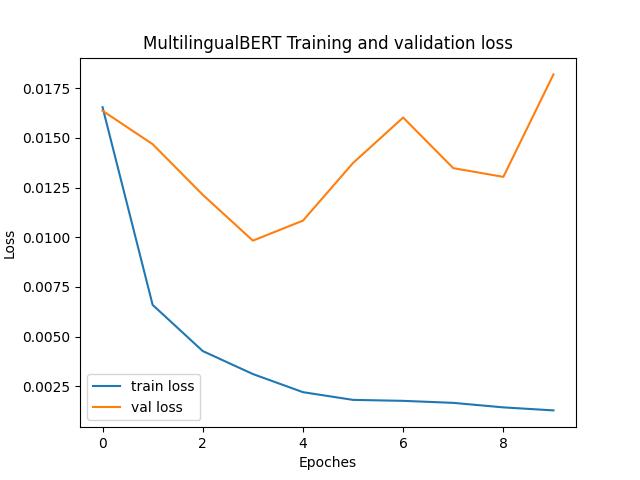 MultilingualBERT Training and validation loss
Loss
0.0175
0.0150
0.0125
0.0100
0.0075
0.0050
0.0025
train loss
val loss
0 2 4 6 8
Epoches